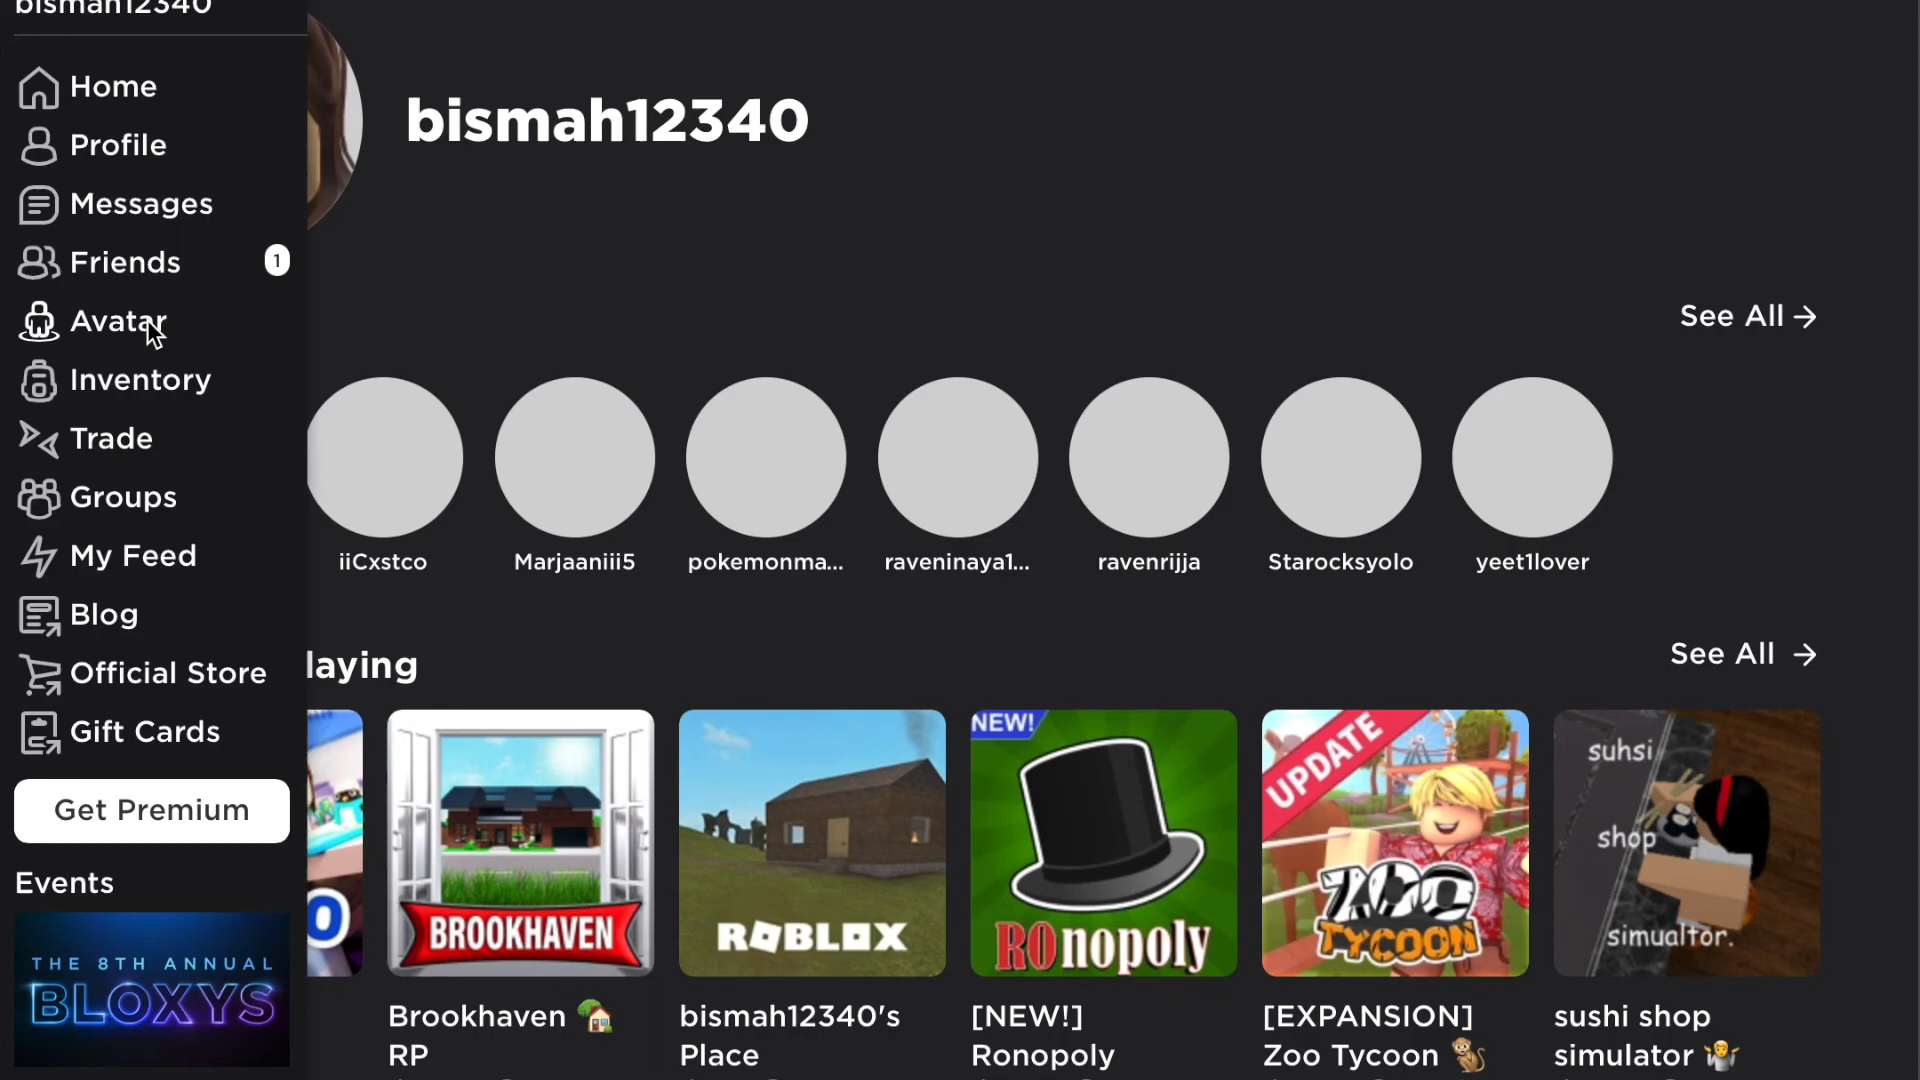 bismah12340
Home
Profile
Messages
Friends
1
Avatar
Inventory
Trade
Groups
My Feed
Blog
Official Store
Gift Cards
Get Premium
Events
THE 8TH ANNUAL
BLOXYS
bismah12340
See All
iiCxstco
Marjaaniii5
pokemonma...
raveninaya1...
ravenrijja
Starocksyolo
yeet1lover
laying
See All
O
BROOKHAVEN
ROBLOX
NEW!
ROnopoly
UPDATE
ZOO
TYCOON
suhsi
shop
simualtor.
Brookhaven 🏡
RP
bismah12340's
Place
[NEW!]
Ronopoly
[EXPANSION]
Zoo Tycoon 🐒
sushi shop
simulator 🤷